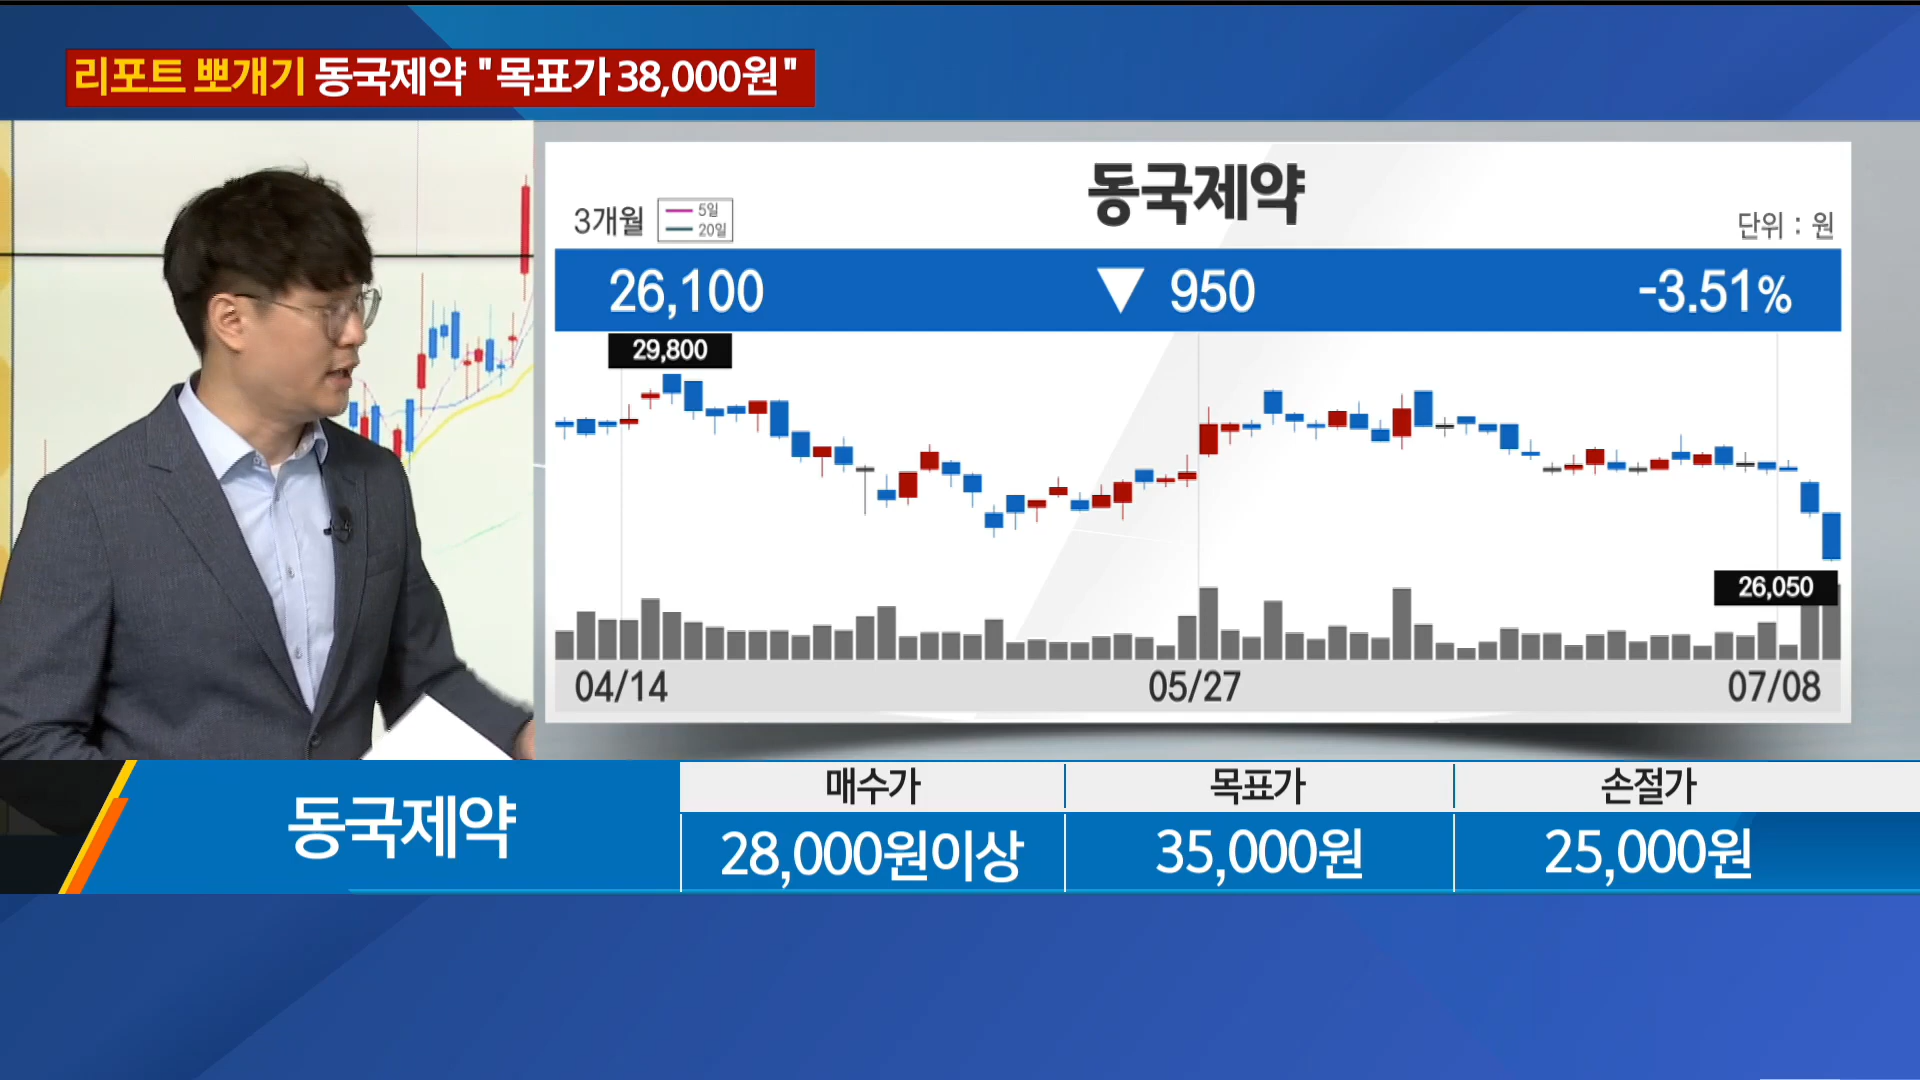 리포트 뽀개기 동국제약 "목표가 38,000원"
동국제약
3개월
5일
20일
단위 : 원
26,100 ▼ 950 -3.51%
29,800
26,050
04/14 05/27 07/08
동국제약
매수가 목표가 손절가
28,000원이상 35,000원 25,000원